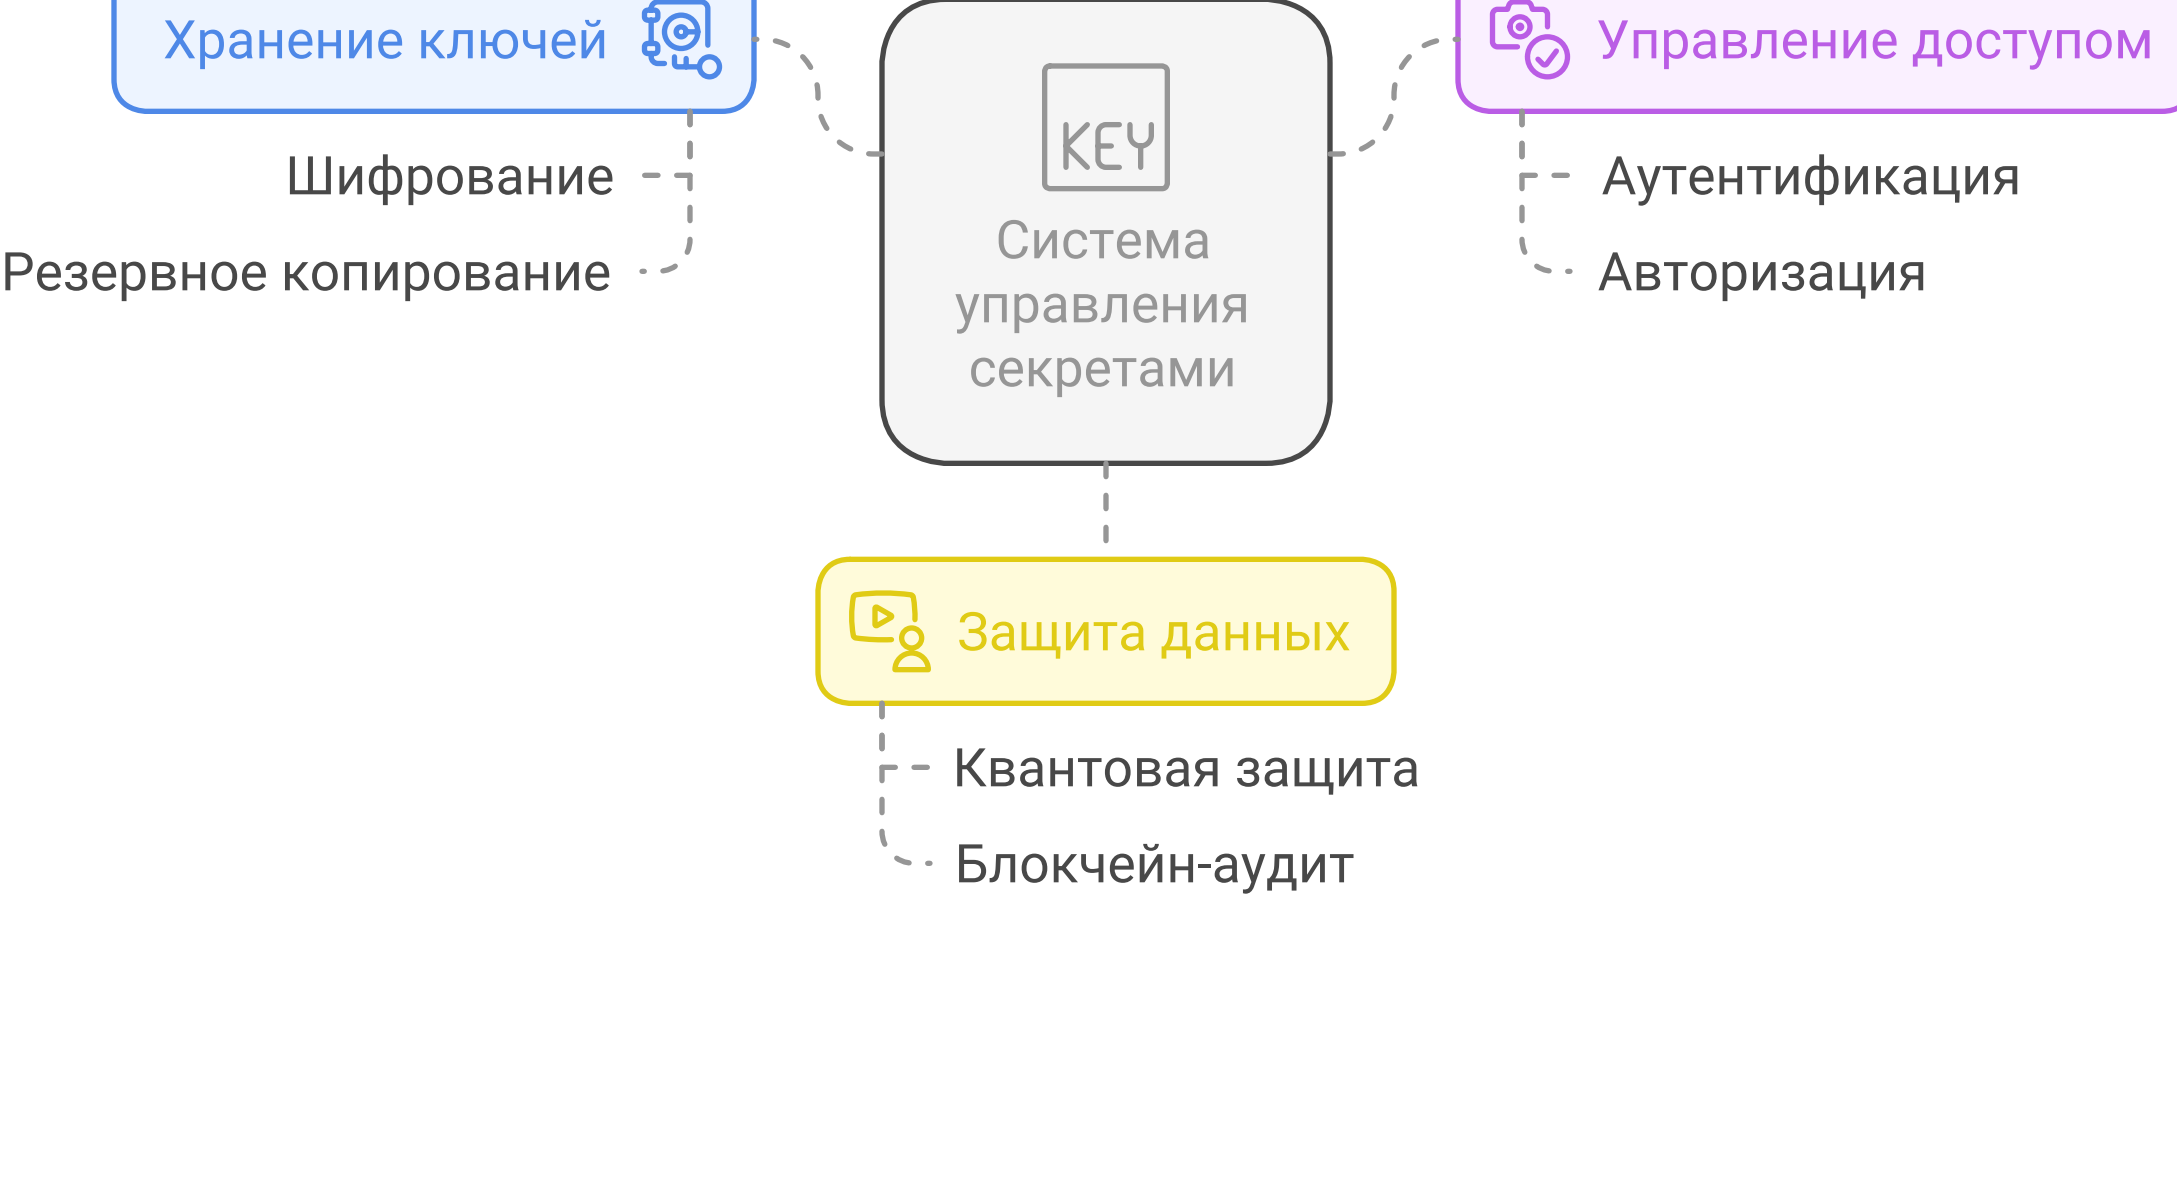 Хранение ключей
Шифрование
Резервное копирование
KEY
Система
управления
секретами
Управление доступом
Аутентификация
Авторизация
Защита данных
Квантовая защита
Блокчейн-аудит